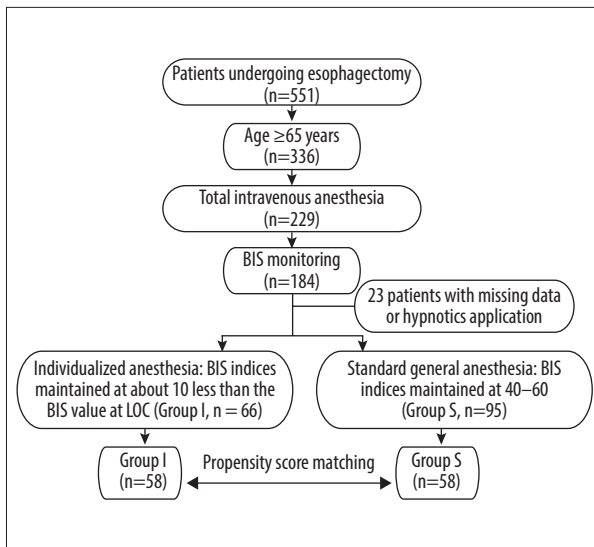 Patients undergoing esophagectomy
(n=551)
Age ≥65 years
(n=336)
Total intravenous anesthesia
(n=229)
BIS monitoring
(n=184)
23 patients with missing data
or hypnotics application
Individualized anesthesia: BIS indices
maintained at about 10 less than the
BIS value at LOC (Group I, n = 66)
Standard general anesthesia: BIS
indices maintained at 40–60
(Group S, n=95)
Group I
(n=58)
Propensity score matching
Group S
(n=58)